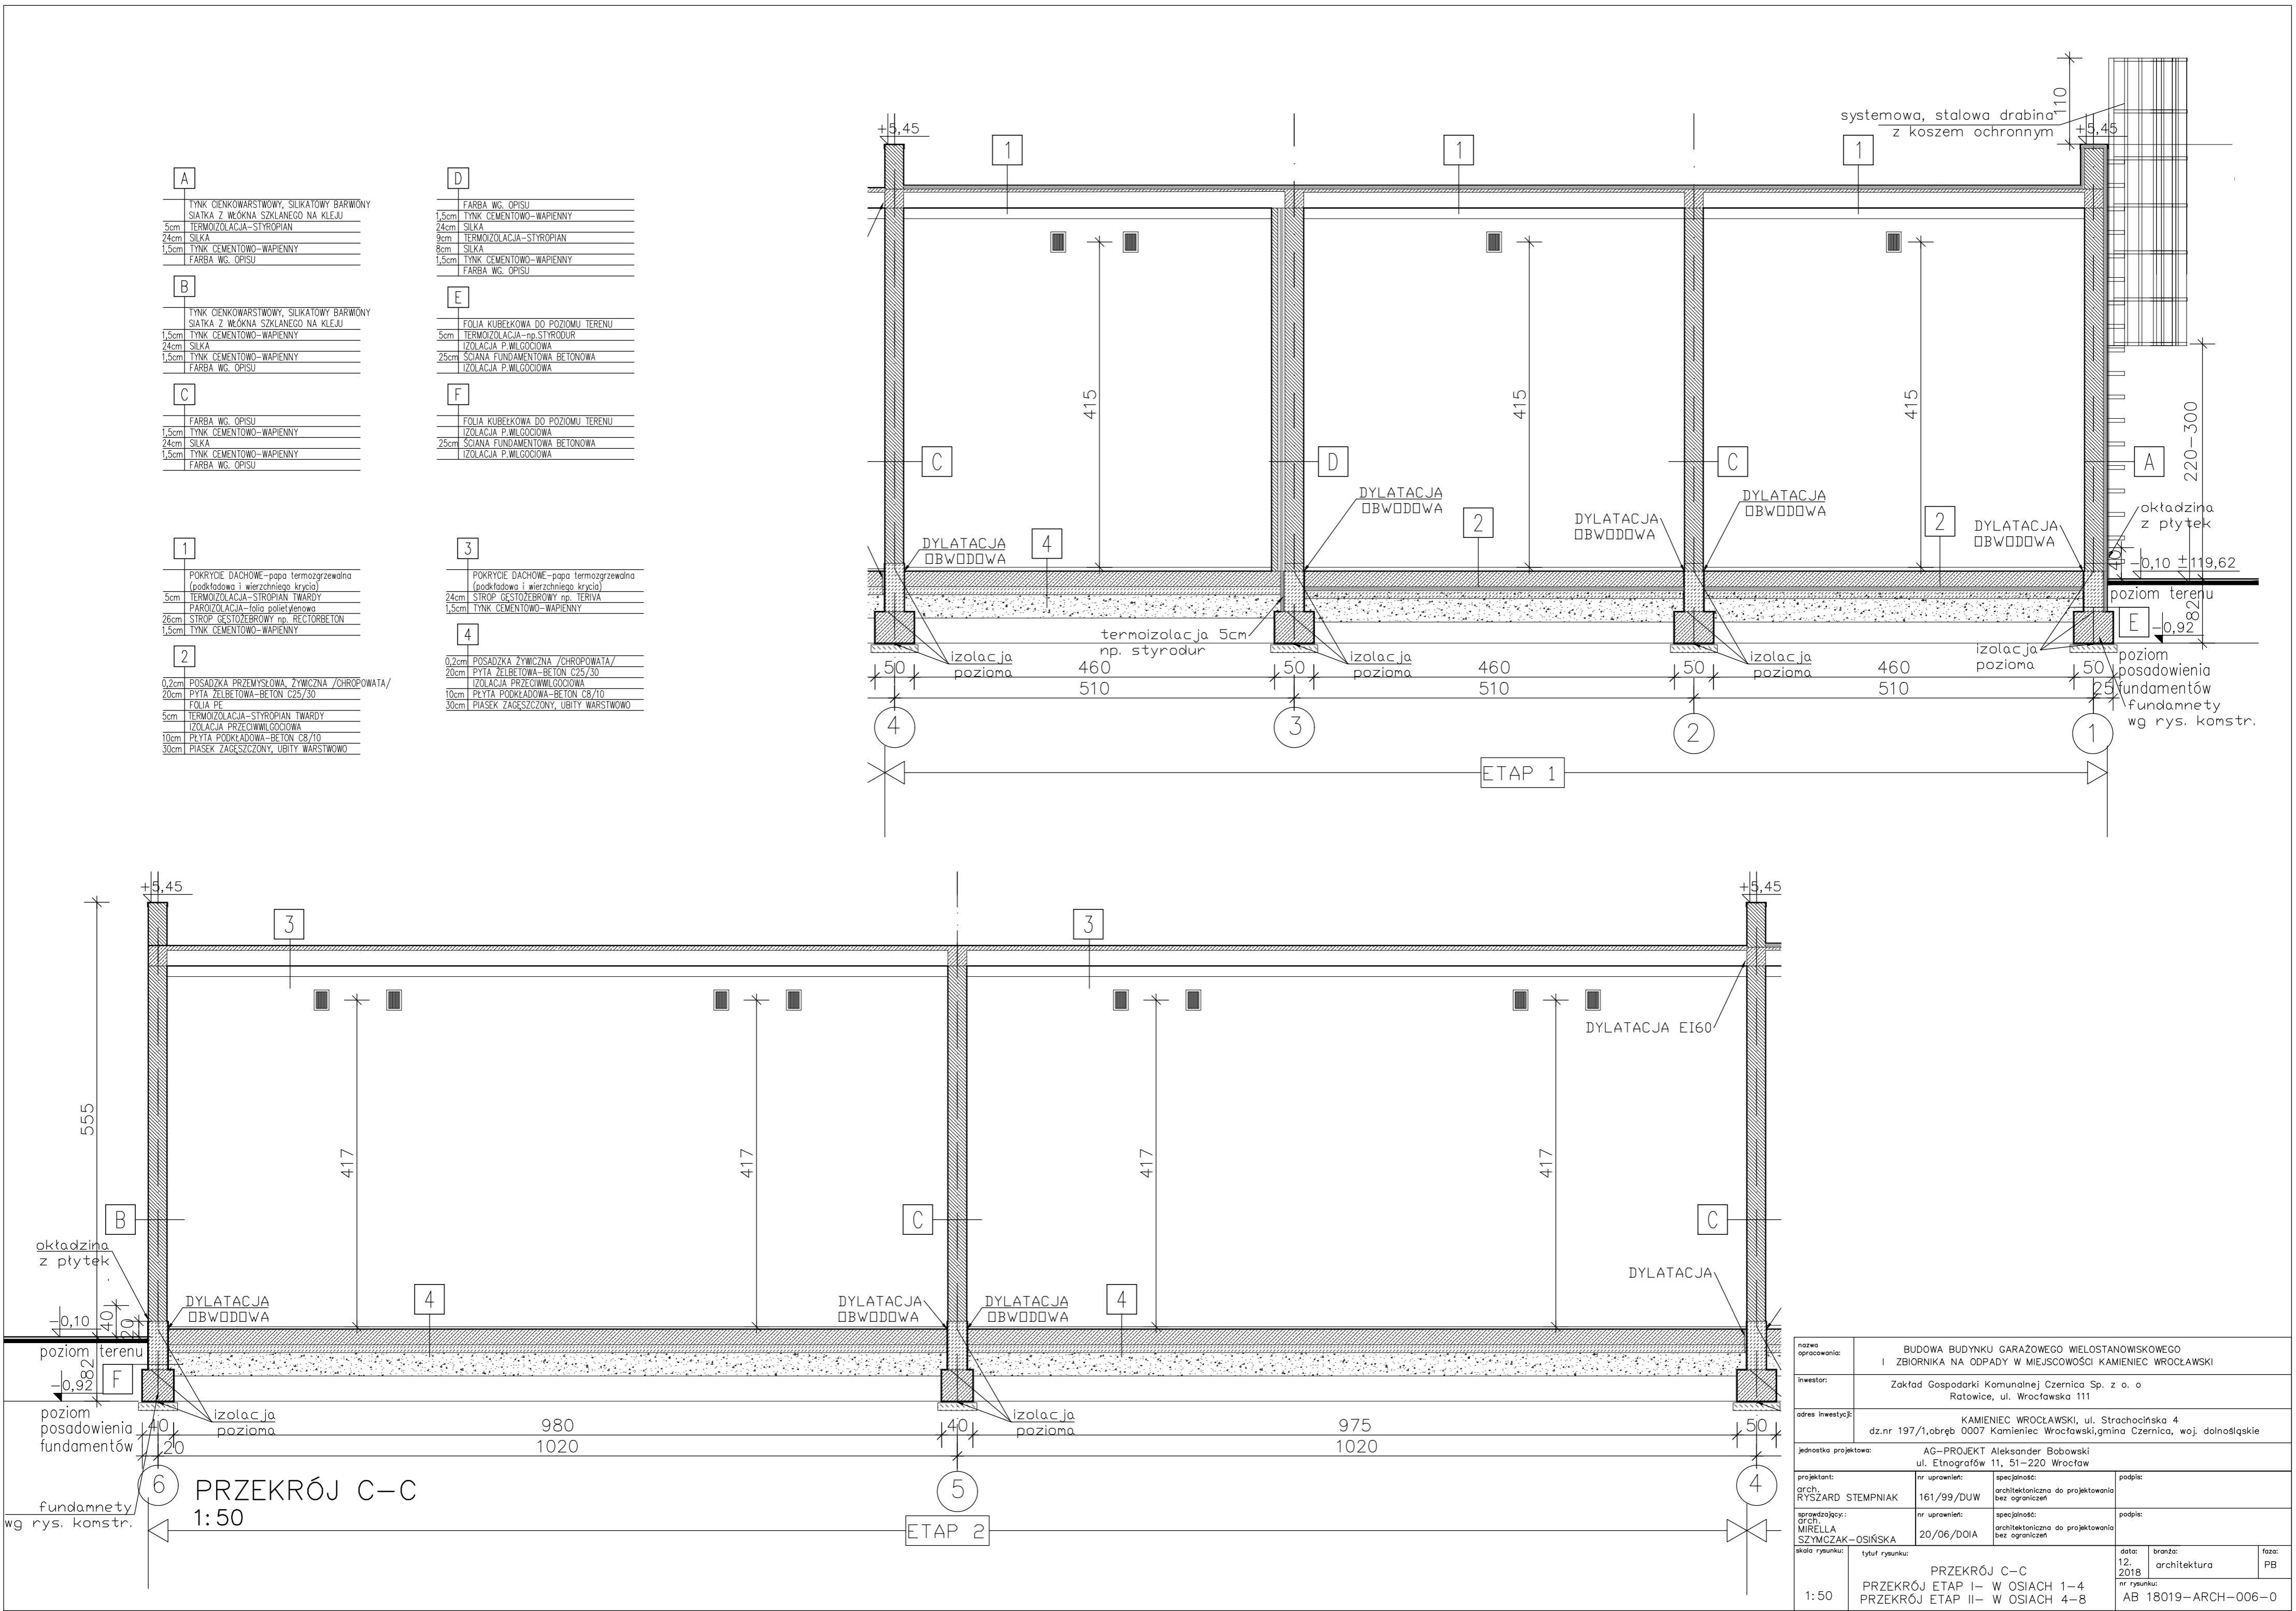 A
TYNK CIENKOWARSTWOWY, SILIKATOWY BARWIONY
SIATKA Z WŁÓKNA SZKLANEGO NA KLEJU
5cm TERMOIZOLACJA-STYROPIAN
24cm SILKA
1,5cm TYNK CEMENTOWO-WAPIENNY
FARBA WG. OPISU
B
TYNK CIENKOWARSTWOWY, SILIKATOWY BARWIONY
SIATKA Z WŁÓKNA SZKLANEGO NA KLEJU
1,5cm TYNK CEMENTOWO-WAPIENNY
24cm SILKA
1,5cm TYNK CEMENTOWO-WAPIENNY
FARBA WG. OPISU
C
FARBA WG. OPISU
1,5cm TYNK CEMENTOWO-WAPIENNY
24cm SILKA
1,5cm TYNK CEMENTOWO-WAPIENNY
FARBA WG. OPISU
D
FARBA WG. OPISU
1,5cm TYNK CEMENTOWO-WAPIENNY
24cm SILKA
9cm TERMOIZOLACJA-STYROPIAN
8cm SILKA
1,5cm TYNK CEMENTOWO-WAPIENNY
FARBA WG. OPISU
E
FOLIA KUBEŁKOWA DO POZIOMU TERENU
5cm TERMOIZOLACJA-np.STYRODUR
IZOLACJA P.WILGOCIOWA
25cm ŚCIANA FUNDAMENTOWA BETONOWA
IZOLACJA P.WILGOCIOWA
F
FOLIA KUBEŁKOWA DO POZIOMU TERENU
IZOLACJA P.WILGOCIOWA
25cm ŚCIANA FUNDAMENTOWA BETONOWA
IZOLACJA P.WILGOCIOWA
1
POKRYCIE DACHOWE-papa termozgrzewalna
(podkładowa i wierzchniego krycia)
5cm TERMOIZOLACJA-STROPIAN TWARDY
PAROIZOLACJA-folia polietylenowa
26cm STROP GĘSTOŻEBROWY np. RECTORBETON
1,5cm TYNK CEMENTOWO-WAPIENNY
2
0,2cm POSADZKA PRZEMYSŁOWA, ŻYWICZNA /CHROPOWATA/
20cm PYTA ŻELBETOWA-BETON C25/30
FOLIA PE
5cm TERMOIZOLACJA-STYROPIAN TWARDY
IZOLACJA PRZECIWWILGOCIOWA
10cm PŁYTA PODKŁADOWA-BETON C8/10
30cm PIASEK ZAGĘSZCZONY, UBITY WARSTWOWO
3
POKRYCIE DACHOWE-papa termozgrzewalna
(podkładowa i wierzchniego krycia)
24cm STROP GĘSTOŻEBROWY np. TERIVA
1,5cm TYNK CEMENTOWO-WAPIENNY
4
0,2cm POSADZKA ŻYWICZNA /CHROPOWATA/
20cm PYTA ŻELBETOWA-BETON C25/30
IZOLACJA PRZECIWWILGOCIOWA
10cm PŁYTA PODKŁADOWA-BETON C8/10
30cm PIASEK ZAGĘSZCZONY, UBITY WARSTWOWO
110
systemowa, stalowa drabina
z koszem ochronnym
+5,45
+5,45
1
1
1
415
415
415
C
D
C
A
220-300
DYLATACJA
OBWODOWA
DYLATACJA
OBWODOWA
DYLATACJA
OBWODOWA
DYLATACJA
OBWODOWA
DYLATACJA
OBWODOWA
okładzina
z płytek
4
2
2
40
-0,10 ±119,62
poziom terenu
82
E
-0,92
termoizolacja 5cm
np. styrodur
izolacja
pozioma
izolacja
pozioma
izolacja
pozioma
izolacja
pozioma
poziom
posadowienia
fundamentów
fundamnety
wg rys. komstr.
50 460 50 460 50 460 50
510 510 510 25
4 3 2 1
ETAP 1
+5,45
+5,45
3
3
555
417
417
417
417
DYLATACJA EI60
B
C
C
okładzina
z płytek
DYLATACJA
DYLATACJA
OBWODOWA
DYLATACJA
OBWODOWA
DYLATACJA
OBWODOWA
4
4
-0,10
40
20
poziom terenu
82
-0,92
F
poziom
posadowienia
fundamentów
izolacja
pozioma
izolacja
pozioma
40 980 40 975 50
20 1020 1020
6 5 4
fundamnety
wg rys. komstr.
PRZEKRÓJ C-C
1:50
ETAP 2
nazwa
opracowania:
BUDOWA BUDYNKU GARAŻOWEGO WIELOSTANOWISKOWEGO
I ZBIORNIKA NA ODPADY W MIEJSCOWOŚCI KAMIENIEC WROCŁAWSKI
inwestor:
Zakład Gospodarki Komunalnej Czernica Sp. z o. o
Ratowice, ul. Wrocławska 111
adres inwestycji:
KAMIENIEC WROCŁAWSKI, ul. Strachocińska 4
dz.nr 197/1,obręb 0007 Kamieniec Wrocławski,gmina Czernica, woj. dolnośląskie
jednostka projektowa:
AG-PROJEKT Aleksander Bobowski
ul. Etnografów 11, 51-220 Wrocław
projektant:
arch.
RYSZARD STEMPNIAK
nr uprawnień:
161/99/DUW
specjalność:
architektoniczna do projektowania
bez ograniczeń
podpis:
sprawdzający:
arch.
MIRELLA
SZYMCZAK-OSIŃSKA
nr uprawnień:
20/06/DOIA
specjalność:
architektoniczna do projektowania
bez ograniczeń
podpis:
skala rysunku:
1:50
tytuł rysunku:
PRZEKRÓJ C-C
PRZEKRÓJ ETAP I- W OSIACH 1-4
PRZEKRÓJ ETAP II- W OSIACH 4-8
data:
12.
2018
branża:
architektura
faza:
PB
nr rysunku:
AB 18019-ARCH-006-0